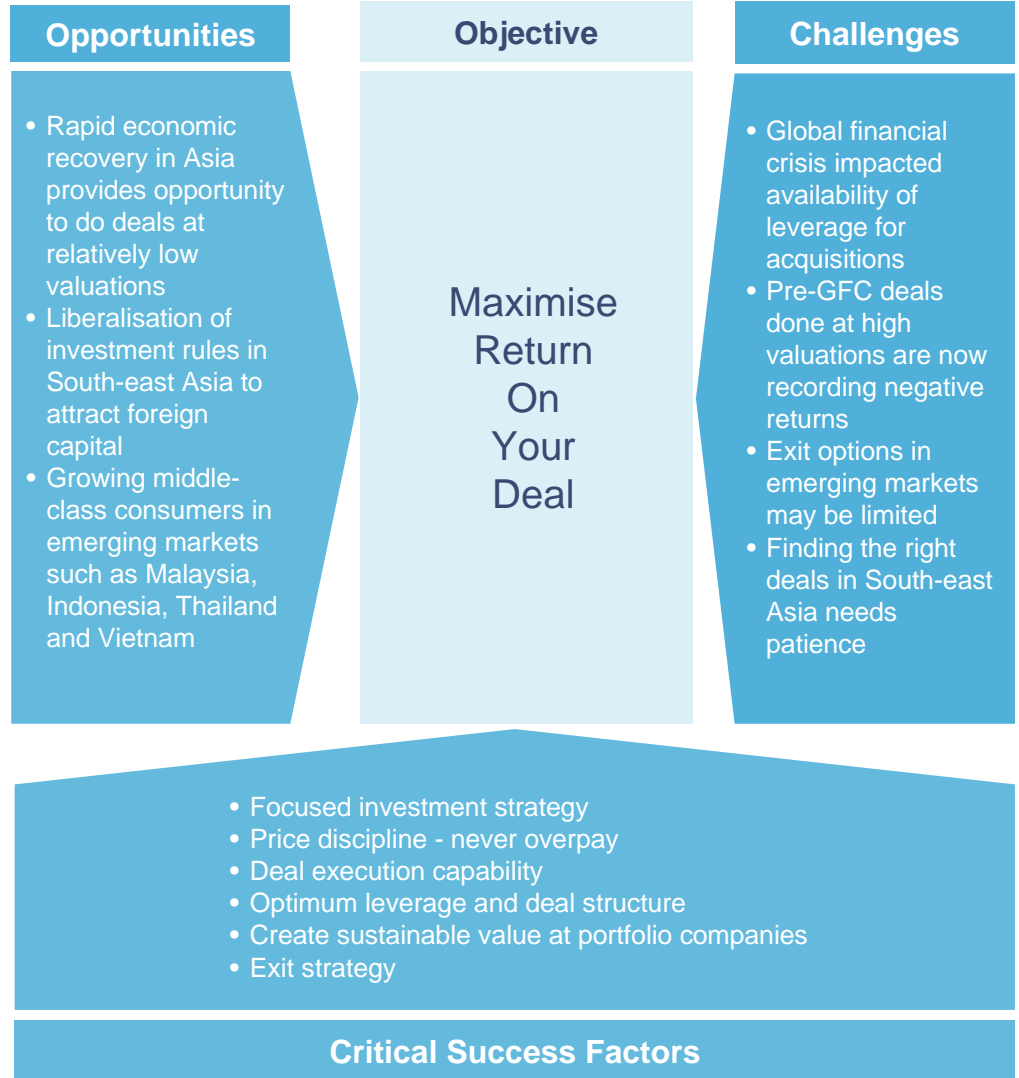 Opportunities
• Rapid economic
recovery in Asia
provides opportunity
to do deals at
relatively low
valuations
• Liberalisation of
investment rules in
South-east Asia to
attract foreign
capital
• Growing middle-
class consumers in
emerging markets
such as Malaysia,
Indonesia, Thailand
and Vietnam
Objective
Maximise
Return
On
Your
Deal
Challenges
• Global financial
crisis impacted
availability of
leverage for
acquisitions
• Pre-GFC deals
done at high
valuations are now
recording negative
returns
• Exit options in
emerging markets
may be limited
• Finding the right
deals in South-east
Asia needs
patience
• Focused investment strategy
• Price discipline - never overpay
• Deal execution capability
• Optimum leverage and deal structure
• Create sustainable value at portfolio companies
• Exit strategy
Critical Success Factors